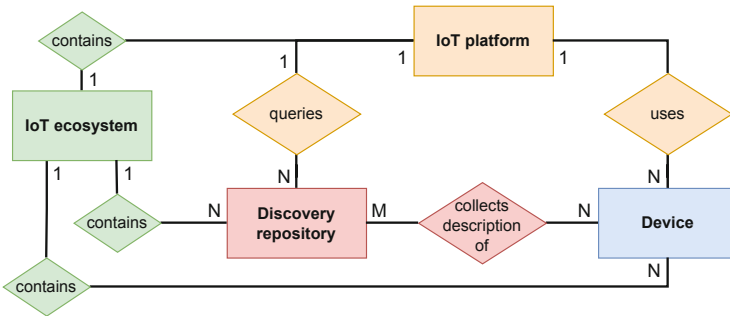 contains
IoT platform
1
1
1
1
IoT ecosystem
queries
uses
1
1
N
N
contains
N
Discovery
repository
M
collects
description
of
N
Device
N
contains